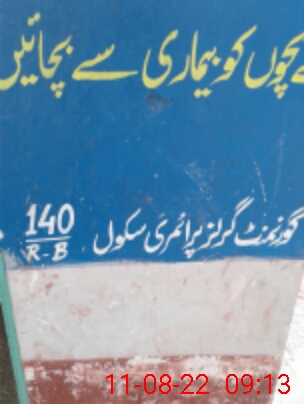 بچوں کو بیماری سے بچائیں
گورنمنٹ گرلز پرائمری سکول
140
R-B
11-08-22 09:13